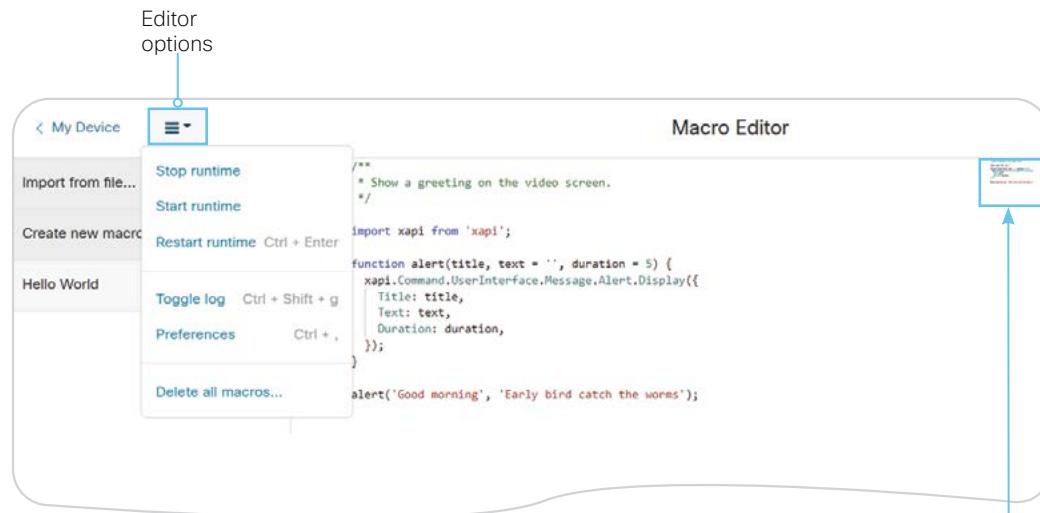 Editor
options
< My Device
Macro Editor
Import from file...
Create new macro
Hello World
Stop runtime
Start runtime
Restart runtime Ctrl + Enter
Toggle log Ctrl + Shift + g
Preferences Ctrl + ,
Delete all macros...
/**
* Show a greeting on the video screen.
*/
import xapi from 'xapi';
function alert(title, text = '', duration = 5) {
xapi.Command.UserInterface.Message.Alert.Display({
Title: title,
Text: text,
Duration: duration,
});
}
alert('Good morning', 'Early bird catch the worms');